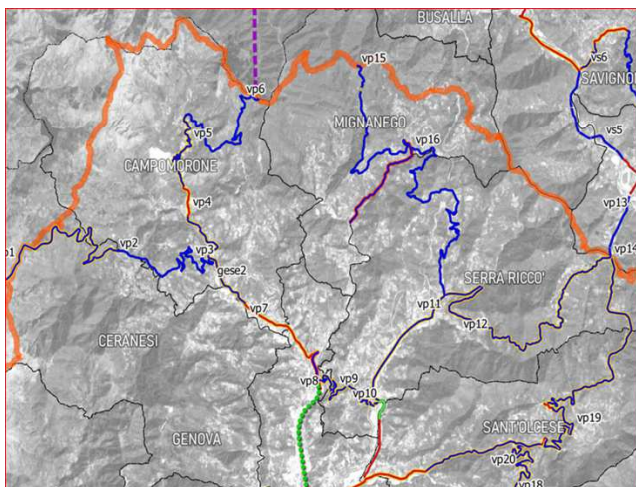 BUSALLA
vp15
vs6
SAVIGNO
vp6
vp5
MIGNANEGO
vs5
vp16
CAMPOMORONE
vp4
vp13
p1
vp2
vp3
vp14
gese2
SERRA RICCO'
vp11
vp7
vp12
CERANESI
vp8
vp9
vp10
vp19
GENOVA
SANT'OLCESE
vp20
vp18